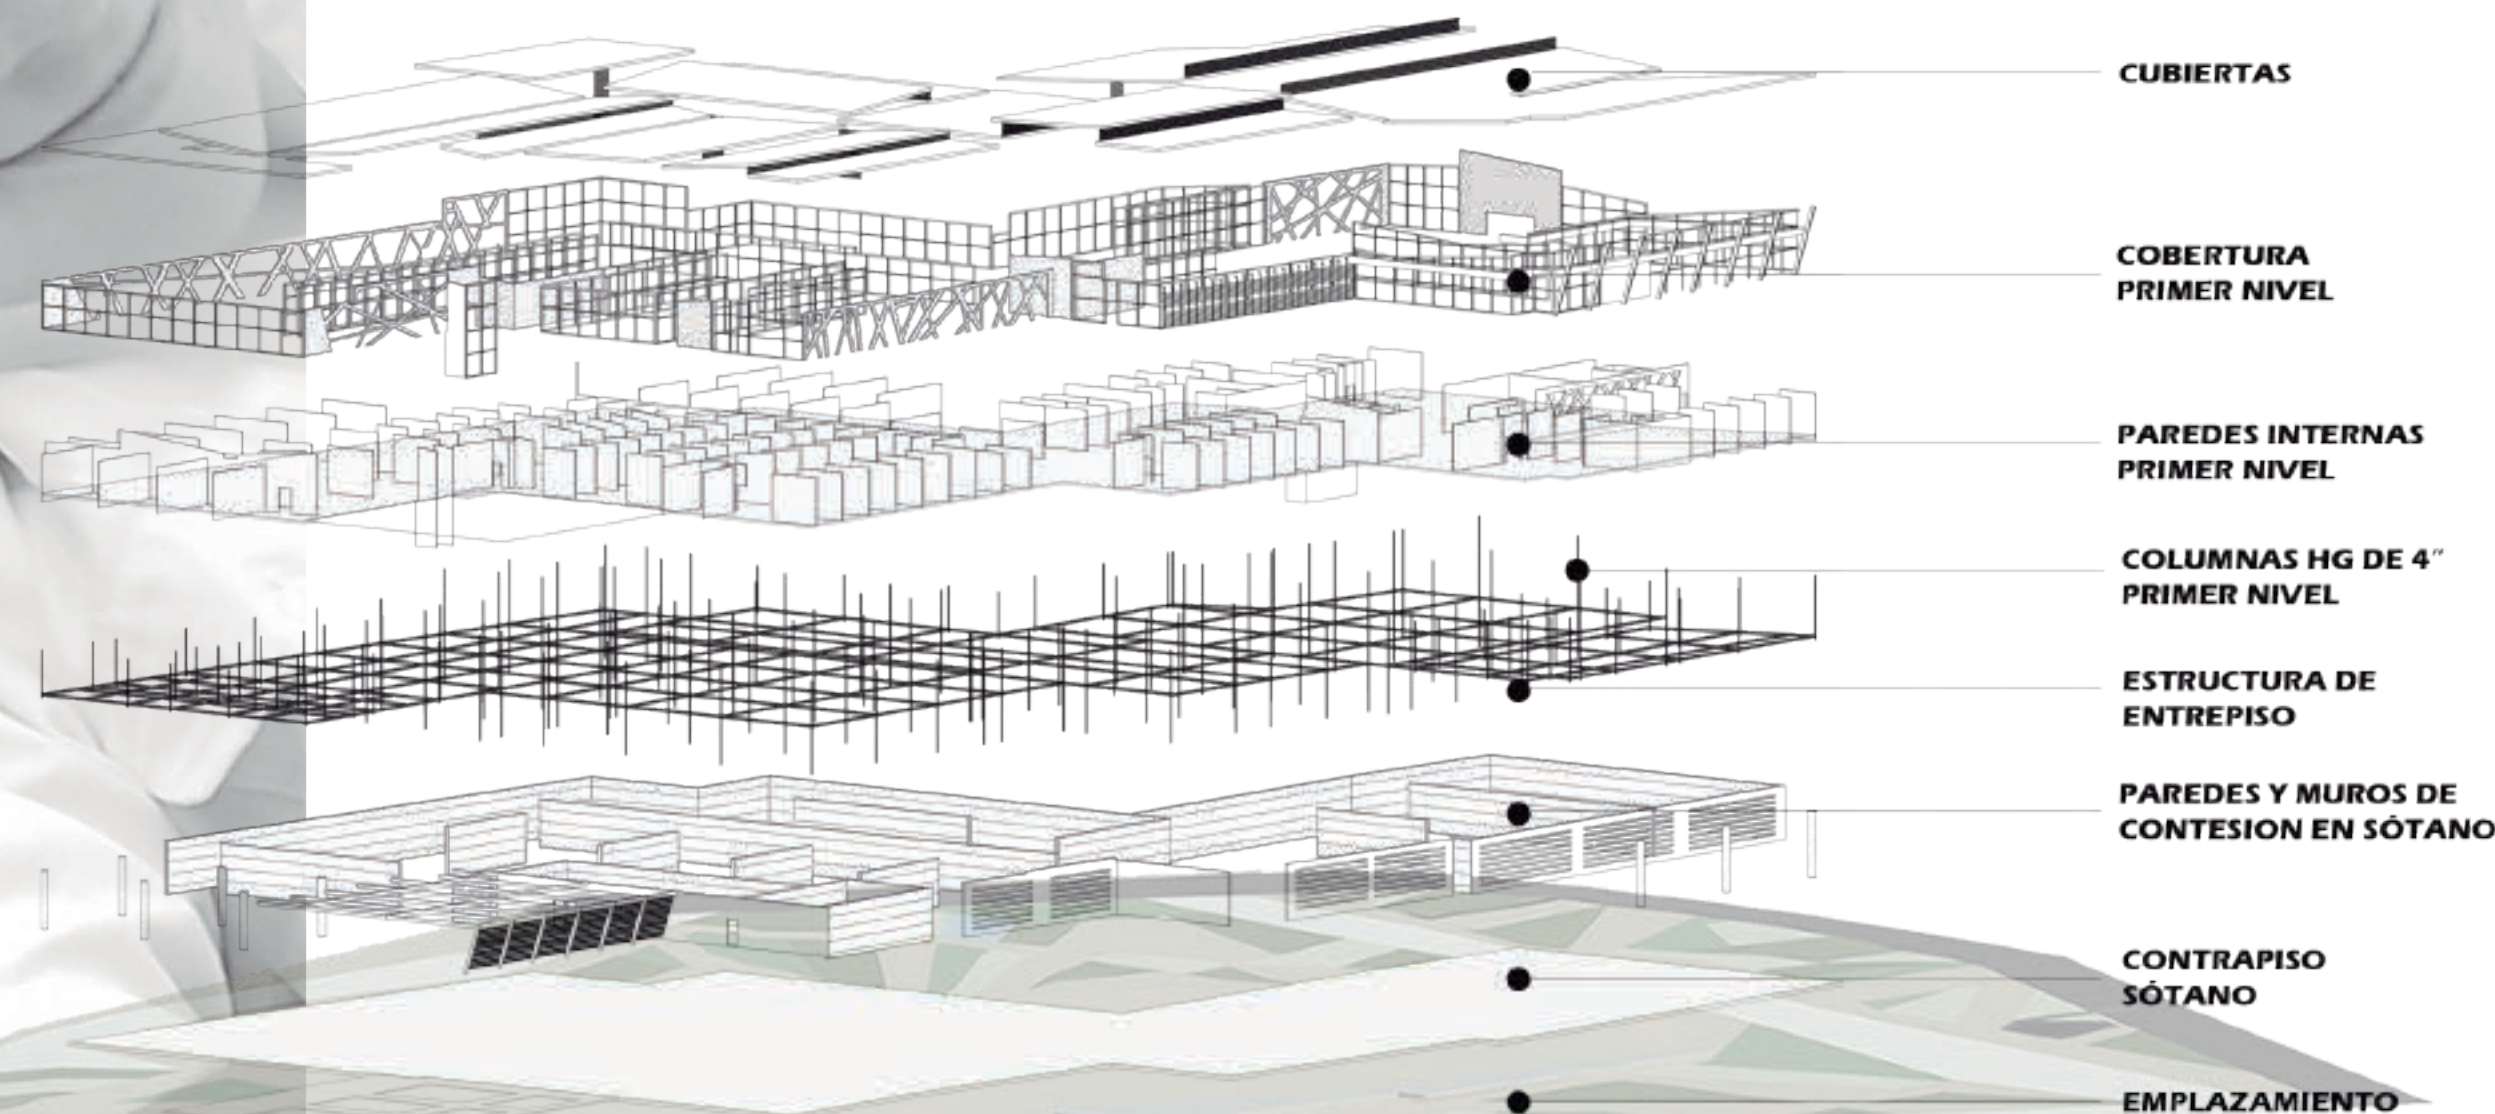 CUBIERTAS
COBERTURA
PRIMER NIVEL
PAREDES INTERNAS
PRIMER NIVEL
COLUMNAS HG DE 4"
PRIMER NIVEL
ESTRUCTURA DE
ENTREPISO
PAREDES Y MUROS DE
CONTESION EN SÓTANO
CONTRAPISO
SÓTANO
EMPLAZAMIENTO